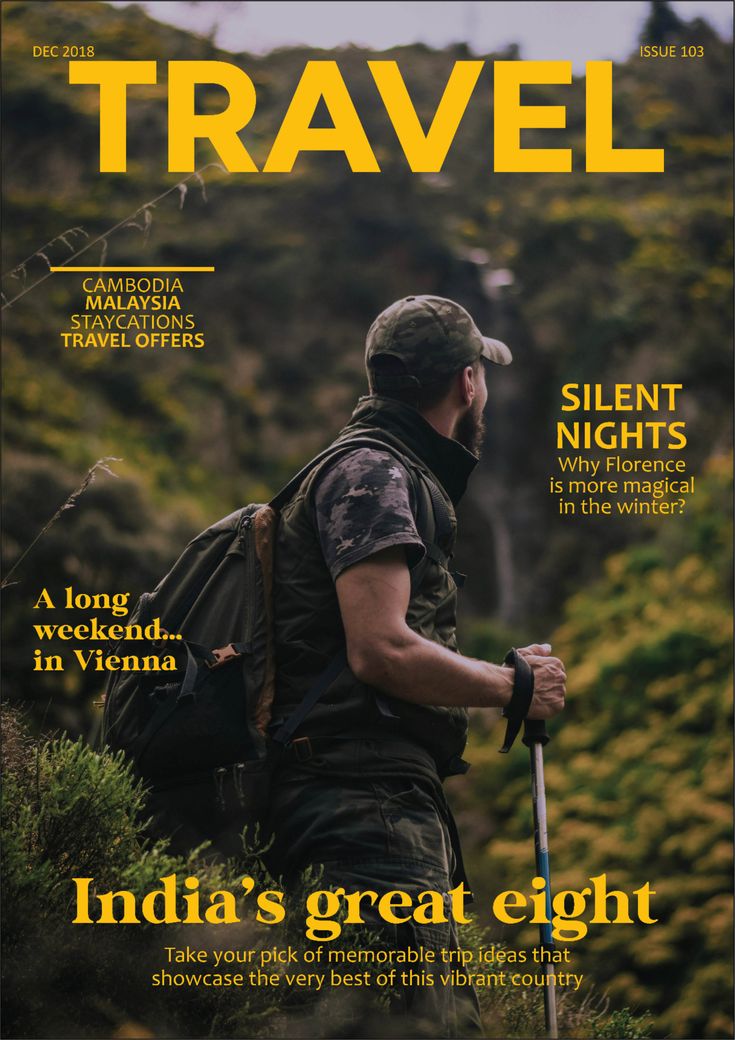 DEC 2018
ISSUE 103
TRAVEL
CAMBODIA
MALAYSIA
STAYCATIONS
TRAVEL OFFERS
SILENT
NIGHTS
Why Florence
is more magical
in the winter?
A long
weekend...
in Vienna
India's great eight
Take your pick of memorable trip ideas that
showcase the very best of this vibrant country